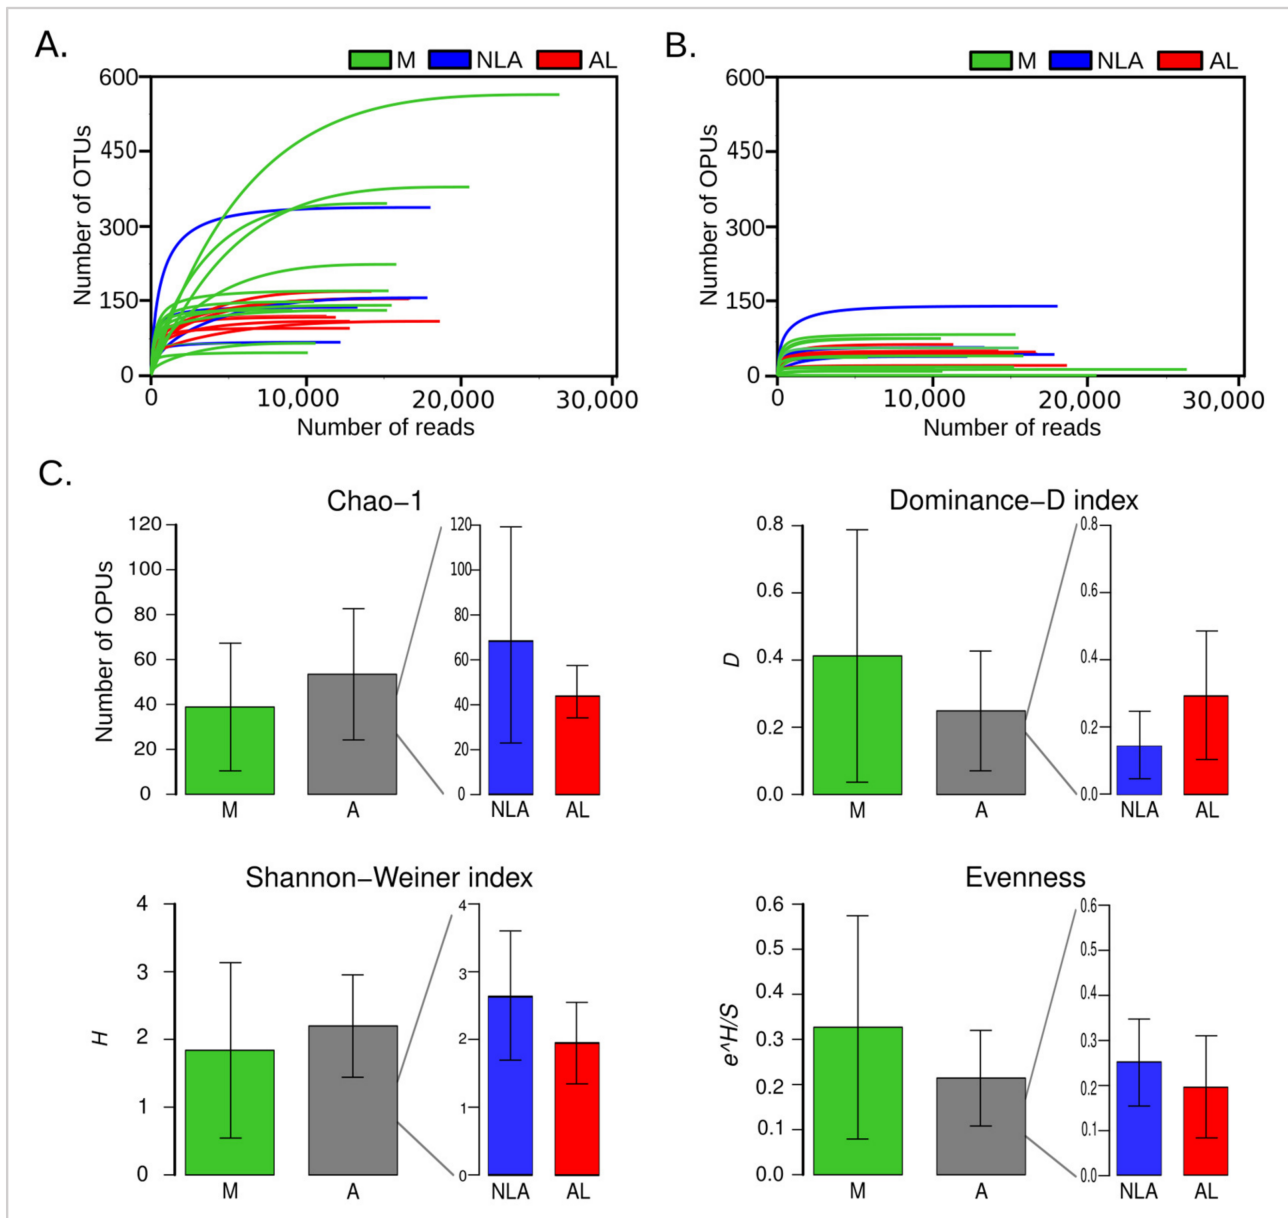 A.
M NLA AL
600
450
300
150
0
Number of OTUs
0 10,000 20,000 30,000
Number of reads
B.
M NLA AL
600
450
300
150
0
Number of OPUs
0 10,000 20,000 30,000
Number of reads
C.
Chao–1
120
100
80
60
40
20
0
Number of OPUs
M A
120
100
80
60
40
20
0
NLA AL
Dominance–D index
0.8
0.6
0.4
0.2
0.0
D
M A
0.8
0.6
0.4
0.2
0.0
NLA AL
Shannon–Weiner index
4
3
2
1
0
H
M A
4
3
2
1
0
NLA AL
Evenness
0.6
0.5
0.4
0.3
0.2
0.1
0.0
e^H/S
M A
0.6
0.5
0.4
0.3
0.2
0.1
0.0
NLA AL